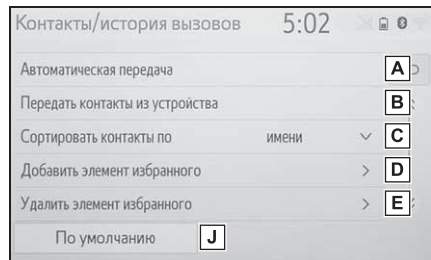 Контакты/история вызовов 5:02
Автоматическая передача A
Передать контакты из устройства B
Сортировать контакты по имени C
Добавить элемент избранного D
Удалить элемент избранного E
По умолчанию J